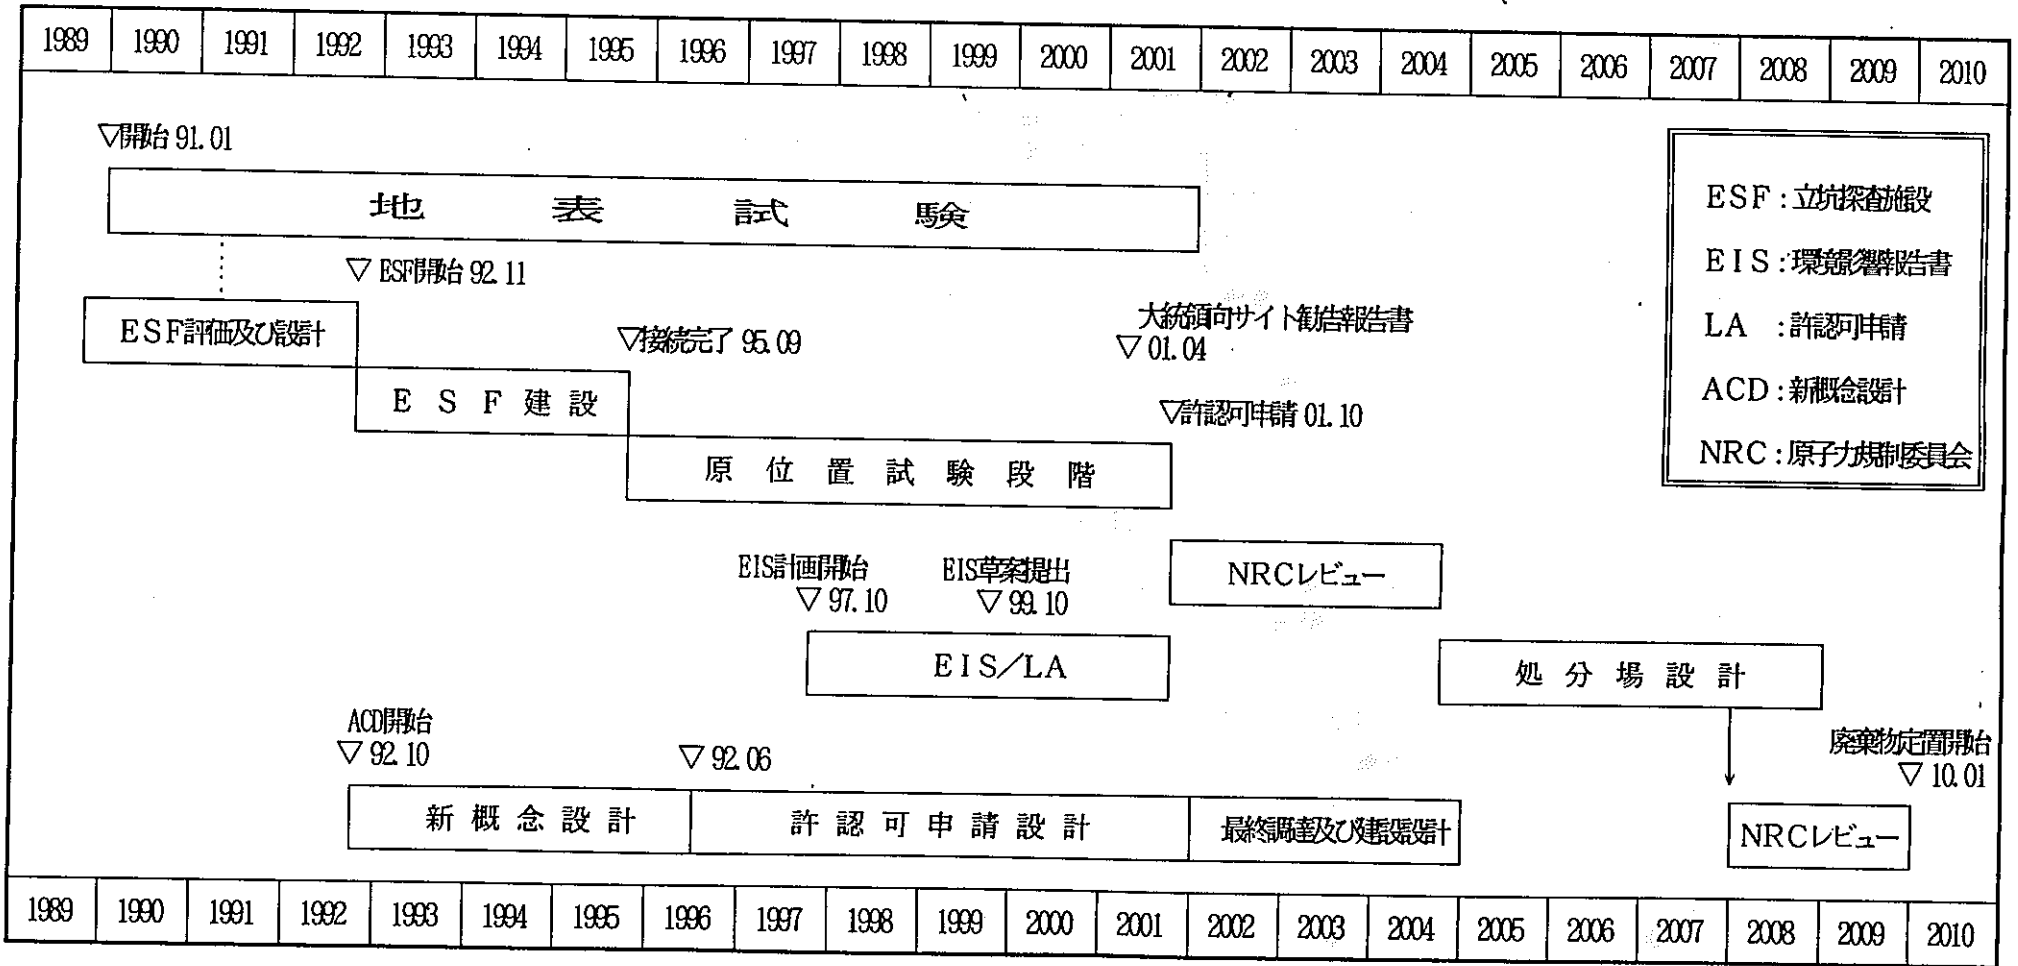 1989 1990 1991 1992 1993 1994 1995 1996 1997 1998 1999 2000 2001 2002 2003 2004 2005 2006 2007 2008 2009 2010
▽開始 91.01
地表試験
▽ ESF開始 92.11
ESF評価及び設計
▽接続完了 95.09
大統領向サイト勧告報告書
▽ 01.04
ESF建設
▽許認可申請 01.10
原位置試験段階
ESF：立坑探査施設
EIS：環境影響報告書
LA ：許認可申請
ACD：新概念設計
NRC：原子力規制委員会
EIS計画開始
▽ 97.10
EIS草案提出
▽ 99.10
NRCレビュー
EIS／LA
処分場設計
ACD開始
▽ 92.10
▽ 92.06
廃棄物定置開始
▽ 10.01
新概念設計
許認可申請設計
最終調達及び建設設計
NRCレビュー
1989 1990 1991 1992 1993 1994 1995 1996 1997 1998 1999 2000 2001 2002 2003 2004 2005 2006 2007 2008 2009 2010